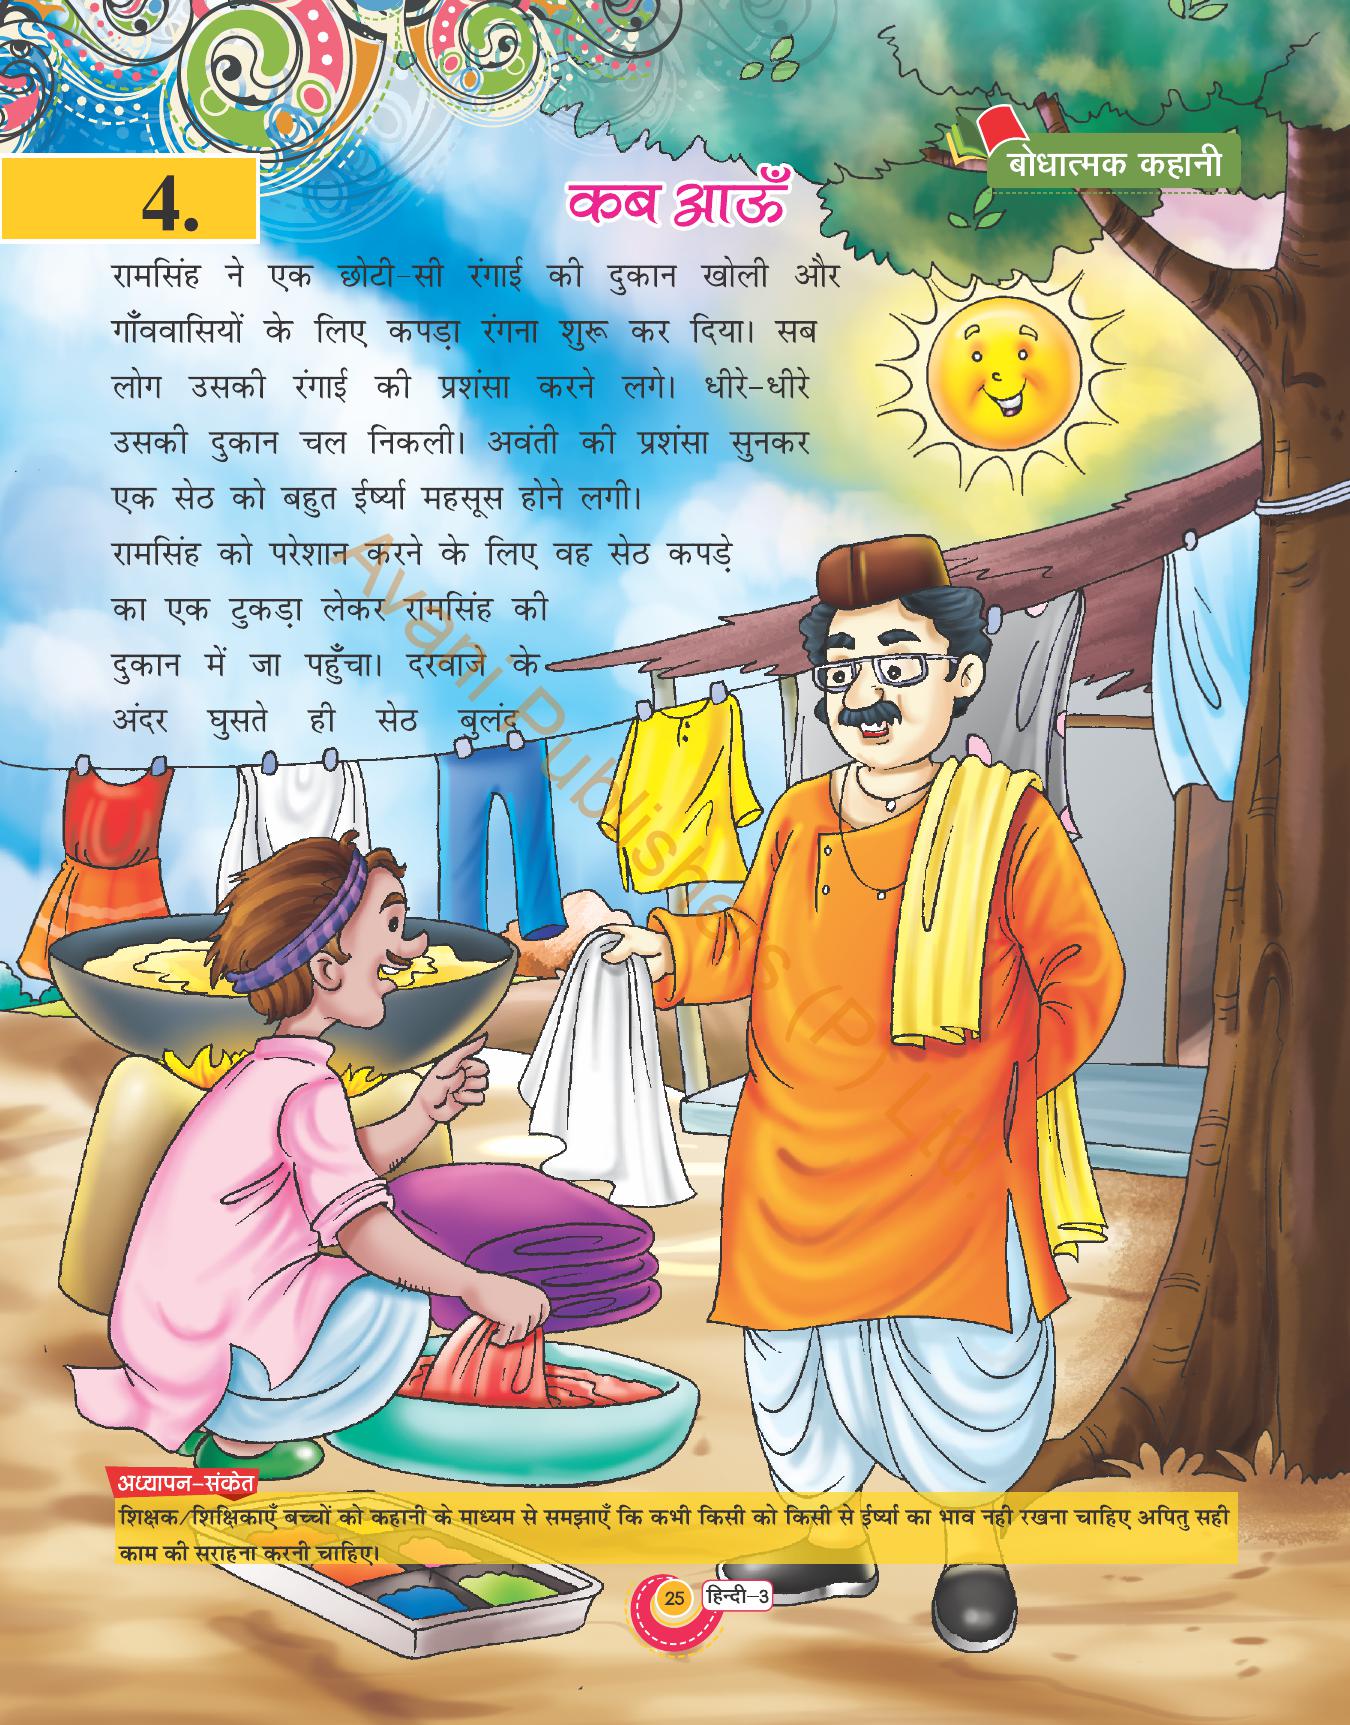 बोधात्मक कहानी
4.
कब आऊँ
रामसिंह ने एक छोटी-सी रंगाई की दुकान खोली और
गाँववासियों के लिए कपड़ा रंगना शुरू कर दिया। सब
लोग उसकी रंगाई की प्रशंसा करने लगे। धीरे-धीरे
उसकी दुकान चल निकली। अवंती की प्रशंसा सुनकर
एक सेठ को बहुत ईर्ष्या महसूस होने लगी।
रामसिंह को परेशान करने के लिए वह सेठ कपड़े
का एक टुकड़ा लेकर रामसिंह की
दुकान में जा पहुँचा। दरवाजे के
अंदर घुसते ही सेठ बुलंद
Avani Publishers (P) Ltd.
अध्यापन-संकेत
शिक्षक/शिक्षिकाएँ बच्चों को कहानी के माध्यम से समझाएँ कि कभी किसी को किसी से ईर्ष्या का भाव नही रखना चाहिए अपितु सही
काम की सराहना करनी चाहिए।
25 हिन्दी-3